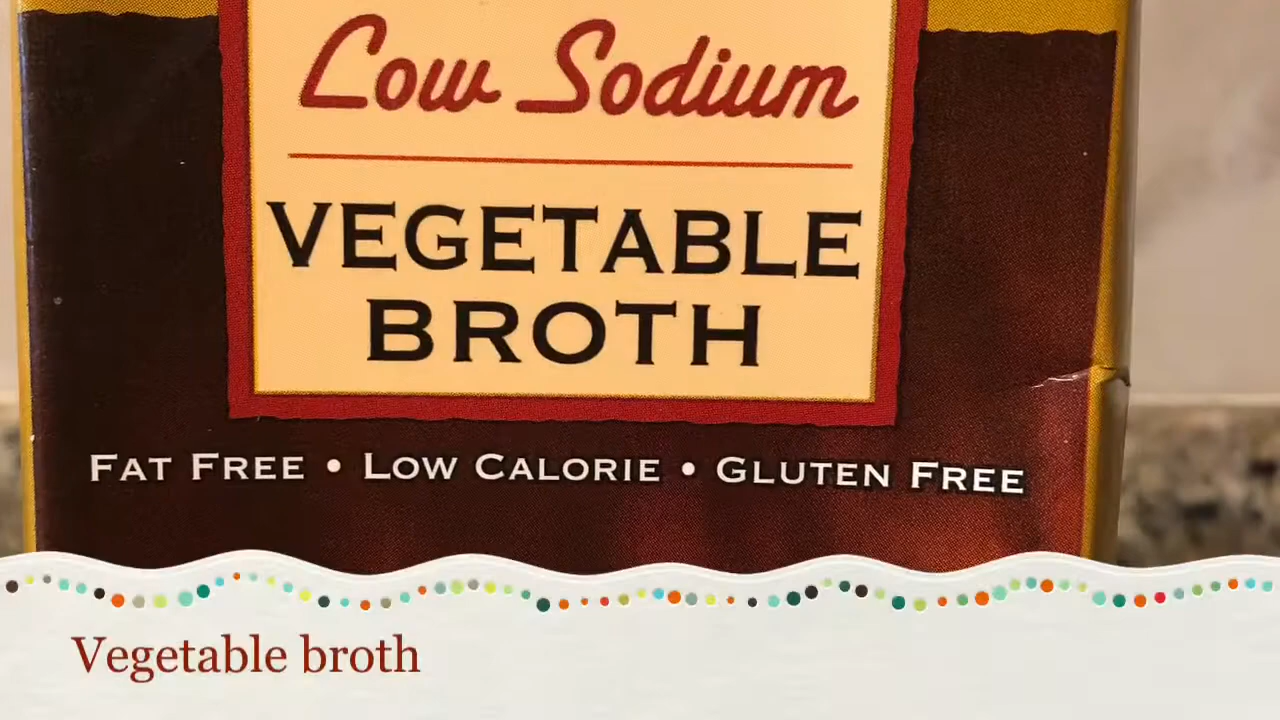 Low Sodium
VEGETABLE
BROTH
FAT FREE • LOW CALORIE • GLUTEN FREE
Vegetable broth